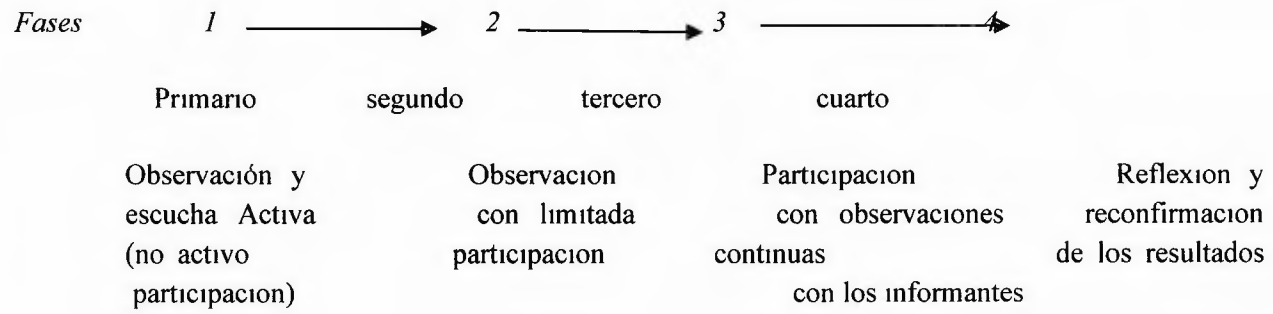 Fases 1 2 3 4
Primario segundo tercero cuarto
Observación y Observacion Participacion Reflexion y
escucha Activa con limitada con observaciones reconfirmacion
(no activo participacion continuas de los resultados
participacion) con los informantes